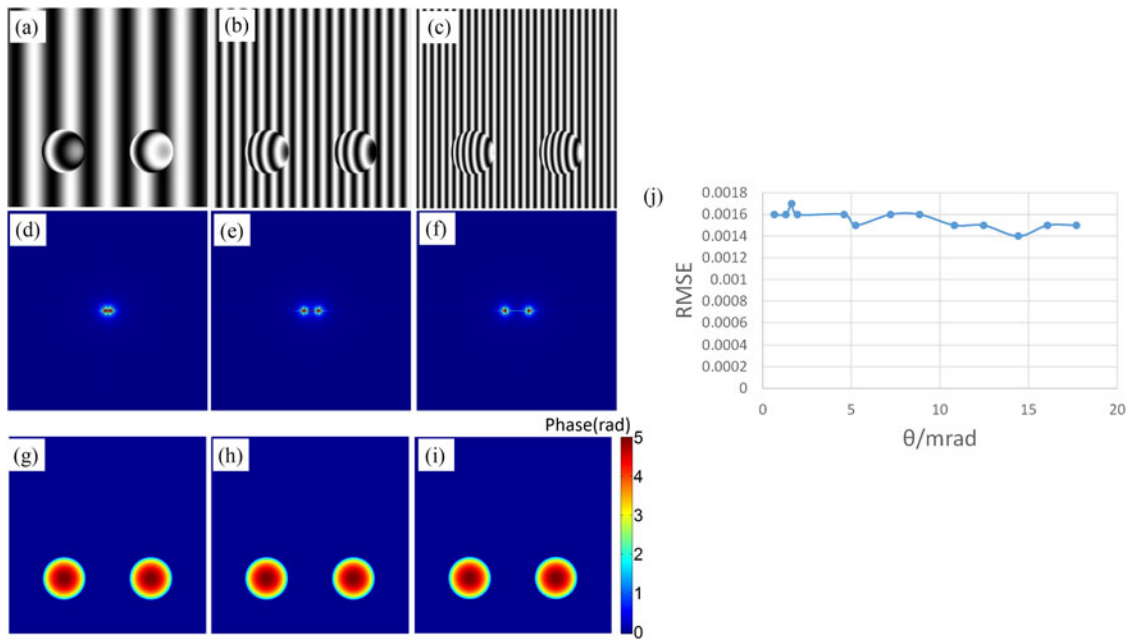 (a)
(b)
(c)
(d)
(e)
(f)
Phase(rad)
(g)
(h)
(i)
5
4
3
2
1
0
(j)
0.0018
0.0016
0.0014
0.0012
0.001
0.0008
0.0006
0.0004
0.0002
0
RMSE
0 5 10 15 20
θ/mrad